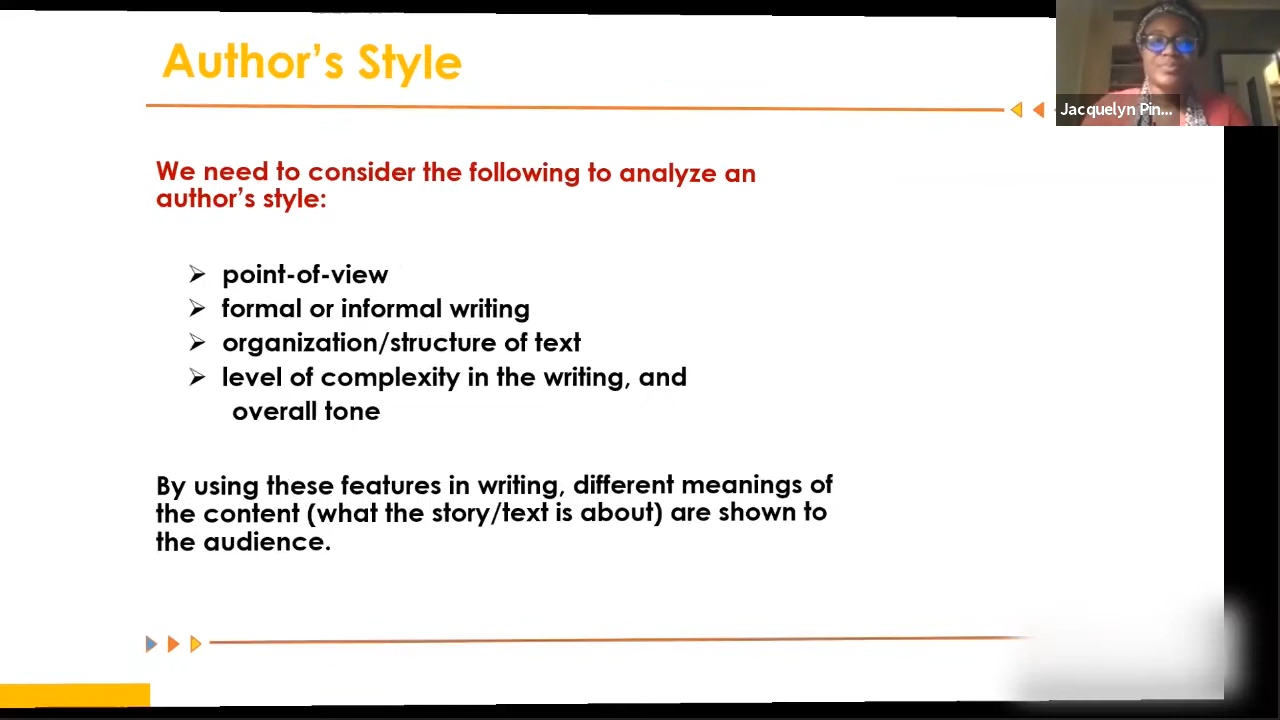 Author's Style
Jacquelyn Pin...
We need to consider the following to analyze an
author's style:
➢ point-of-view
➢ formal or informal writing
➢ organization/structure of text
➢ level of complexity in the writing, and
overall tone
By using these features in writing, different meanings of
the content (what the story/text is about) are shown to
the audience.